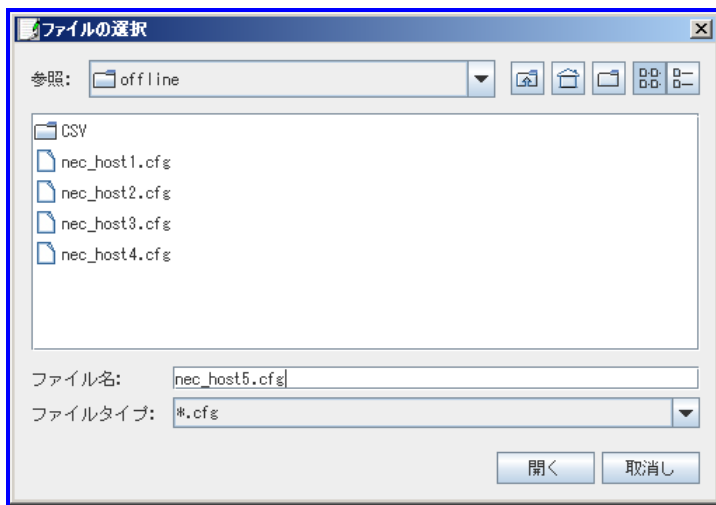 ファイルの選択
参照: offline
CSV
nec_host1.cfg
nec_host2.cfg
nec_host3.cfg
nec_host4.cfg
ファイル名: nec_host5.cfg
ファイルタイプ: *.cfg
開く 取消し